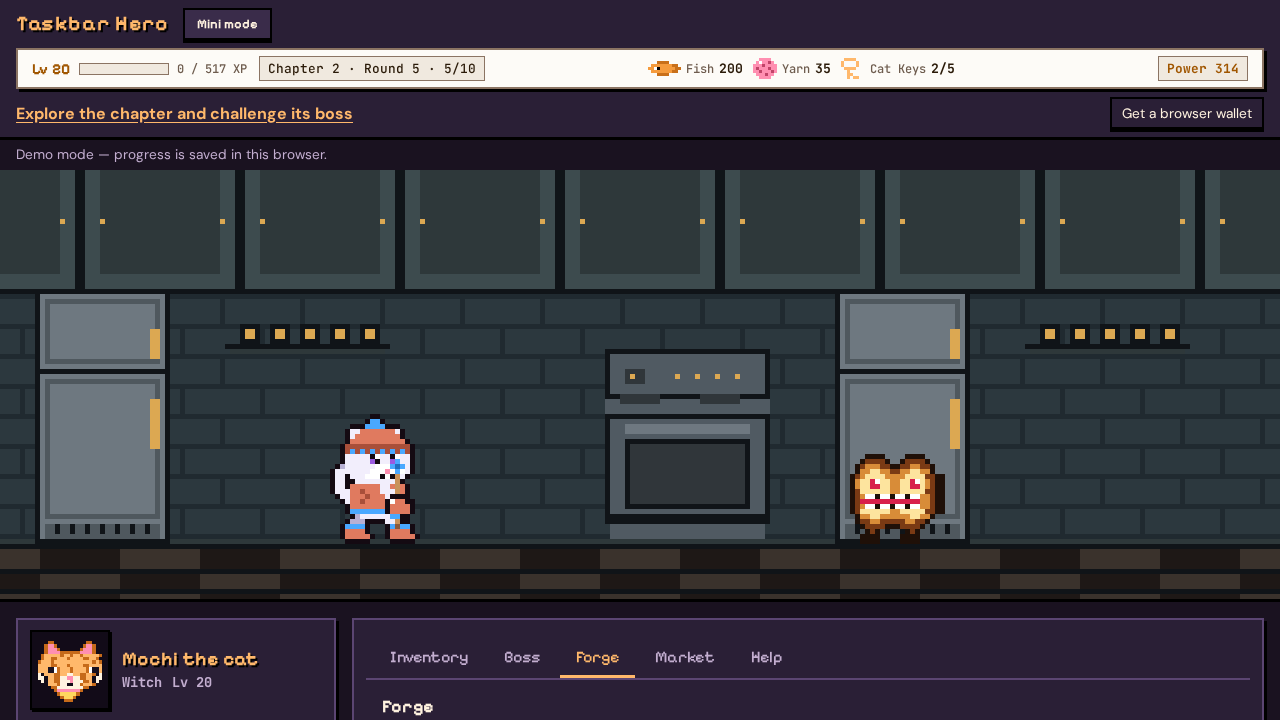 Taskbar Hero
Mini mode
Lv 20
0 / 517 XP
Chapter 2 · Round 5 · 5/10
Fish 200
Yarn 35
Cat Keys 2/5
Power 314
Explore the chapter and challenge its boss
Get a browser wallet
Demo mode — progress is saved in this browser.
Mochi the cat
Witch Lv 20
Inventory
Boss
Forge
Market
Help
Forge